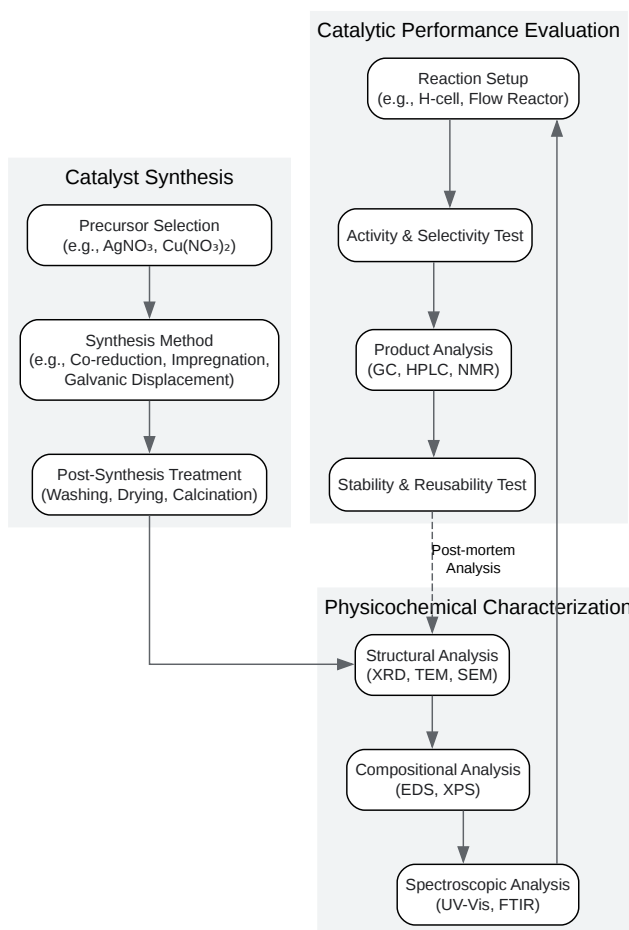 Catalytic Performance Evaluation
Reaction Setup
(e.g., H-cell, Flow Reactor)
Activity & Selectivity Test
Product Analysis
(GC, HPLC, NMR)
Stability & Reusability Test
Catalyst Synthesis
Precursor Selection
(e.g., AgNO₃, Cu(NO₃)₂)
Synthesis Method
(e.g., Co-reduction, Impregnation,
Galvanic Displacement)
Post-Synthesis Treatment
(Washing, Drying, Calcination)
Post-mortem
Analysis
Physicochemical Characterization
Structural Analysis
(XRD, TEM, SEM)
Compositional Analysis
(EDS, XPS)
Spectroscopic Analysis
(UV-Vis, FTIR)